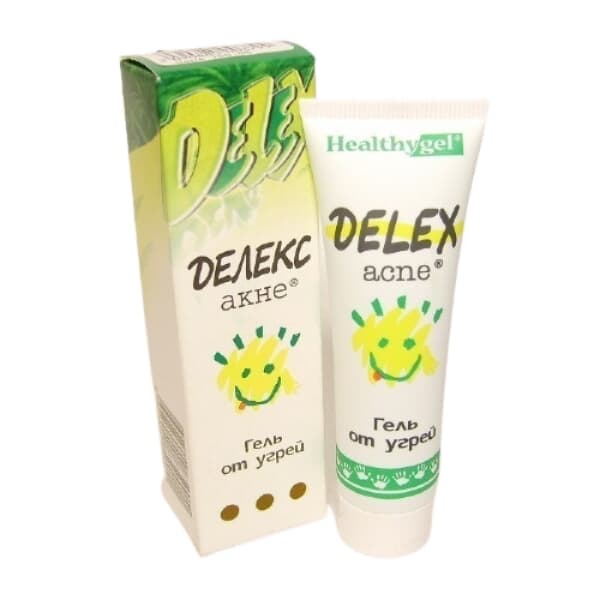 DELEX
ДЕЛЕКС
акне®
Гель
от угрей
Healthygel®
DELEX
acne®
Гель
от угрей